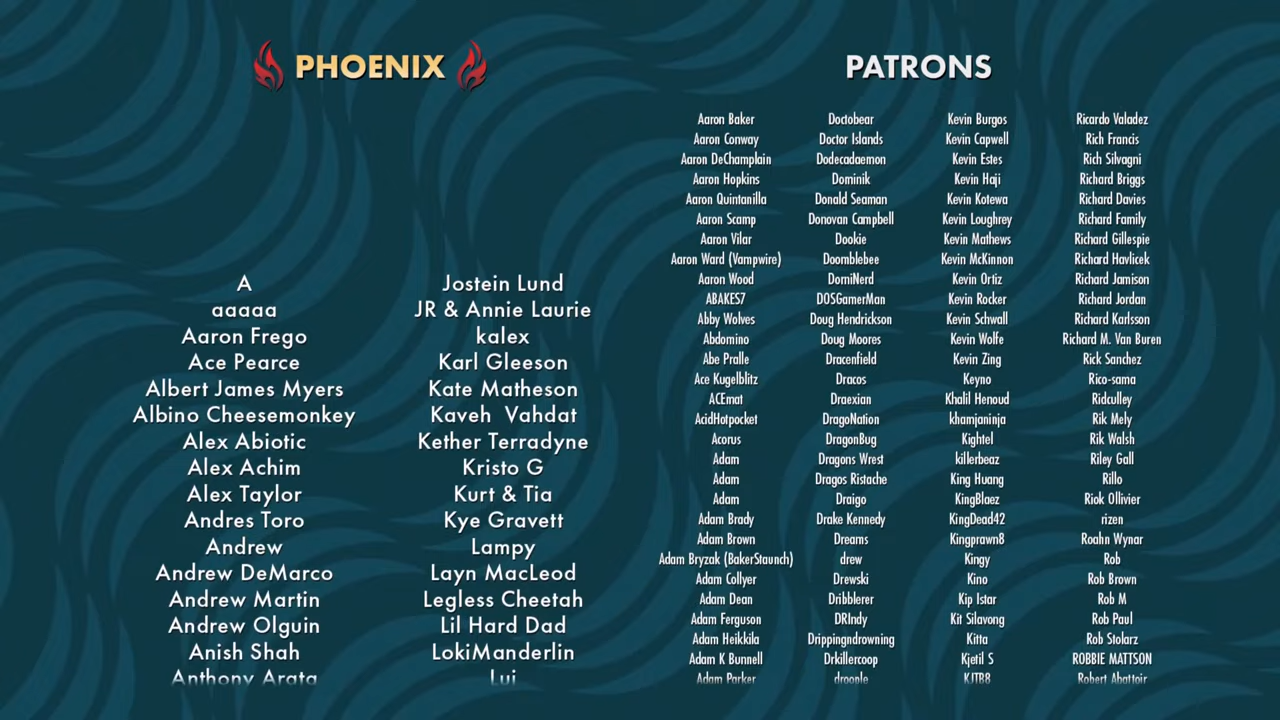 PHOENIX
A
aaaaa
Aaron Frego
Ace Pearce
Albert James Myers
Albino Cheesemonkey
Alex Abiotic
Alex Achim
Alex Taylor
Andres Toro
Andrew
Andrew DeMarco
Andrew Martin
Andrew Olguin
Anish Shah
Anthony Arata
Jostein Lund
JR & Annie Laurie
kalex
Karl Gleeson
Kate Matheson
Kaveh Vahdat
Kether Terradyne
Kristo G
Kurt & Tia
Kye Gravett
Lampy
Layn MacLeod
Legless Cheetah
Lil Hard Dad
LokiManderlin
Lui
PATRONS
Aaron Baker
Aaron Conway
Aaron DeChamplain
Aaron Hopkins
Aaron Quintanilla
Aaron Scamp
Aaron Vilar
Aaron Ward (Vampwire)
Aaron Wood
ABAKES7
Abby Wolves
Abdomino
Abe Pralle
Ace Kugelblitz
ACEmat
AcidHotpocket
Acorus
Adam
Adam
Adam
Adam Brady
Adam Brown
Adam Bryzak (BakerStaunch)
Adam Collyer
Adam Dean
Adam Ferguson
Adam Heikkila
Adam K Bunnell
Adam Parker
Doctobear
Doctor Islands
Dodecadaemon
Dominik
Donald Seaman
Donovan Campbell
Dookie
Doomblebee
DomiNerd
DOSGamerMan
Doug Hendrickson
Doug Moores
Dracenfield
Dracos
Draexian
DragoNation
DragonBug
Dragons Wrest
Dragos Ristache
Draigo
Drake Kennedy
Dreams
drew
Drewski
Dribblerer
DRIndy
Drippingndrowning
Drkillercoop
droople
Kevin Burgos
Kevin Capwell
Kevin Estes
Kevin Haji
Kevin Kotewa
Kevin Loughrey
Kevin Mathews
Kevin McKinnon
Kevin Ortiz
Kevin Rocker
Kevin Schwall
Kevin Wolfe
Kevin Zing
Keyno
Khalil Henoud
khamjaninja
Kightel
killerbeaz
King Huang
KingBlaez
KingDead42
Kingprawn8
Kingy
Kino
Kip Istar
Kit Silavong
Kitta
Kjetil S
KJTB8
Ricardo Valadez
Rich Francis
Rich Silvagni
Richard Briggs
Richard Davies
Richard Family
Richard Gillespie
Richard Havlicek
Richard Jamison
Richard Jordan
Richard Karlsson
Richard M. Van Buren
Rick Sanchez
Rico-sama
Ridculley
Rik Mely
Rik Walsh
Riley Gall
Rillo
Riok Ollivier
rizen
Roahn Wynar
Rob
Rob Brown
Rob M
Rob Paul
Rob Stolarz
ROBBIE MATTSON
Robert Abattoir